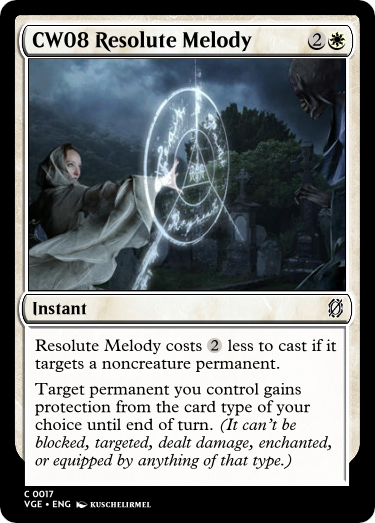 CW08 Resolute Melody 2
Instant
Resolute Melody costs 2 less to cast if it
targets a noncreature permanent.
Target permanent you control gains
protection from the card type of your
choice until end of turn. (It can't be
blocked, targeted, dealt damage, enchanted,
or equipped by anything of that type.)
C 0017
VGE • ENG KUSCHELIRMEL